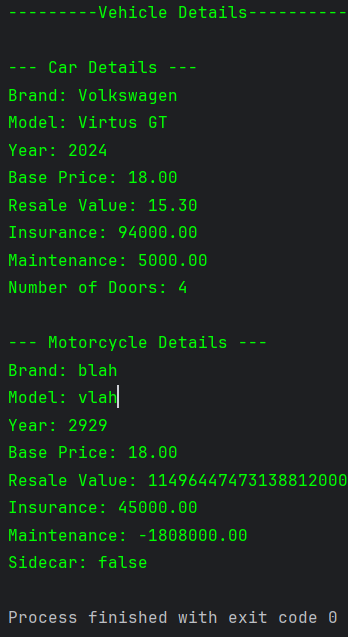 ---------Vehicle Details----------
--- Car Details ---
Brand: Volkswagen
Model: Virtus GT
Year: 2024
Base Price: 18.00
Resale Value: 15.30
Insurance: 94000.00
Maintenance: 5000.00
Number of Doors: 4
--- Motorcycle Details ---
Brand: blah
Model: vlah
Year: 2929
Base Price: 18.00
Resale Value: 11496447473138812000
Insurance: 45000.00
Maintenance: -1808000.00
Sidecar: false
Process finished with exit code 0